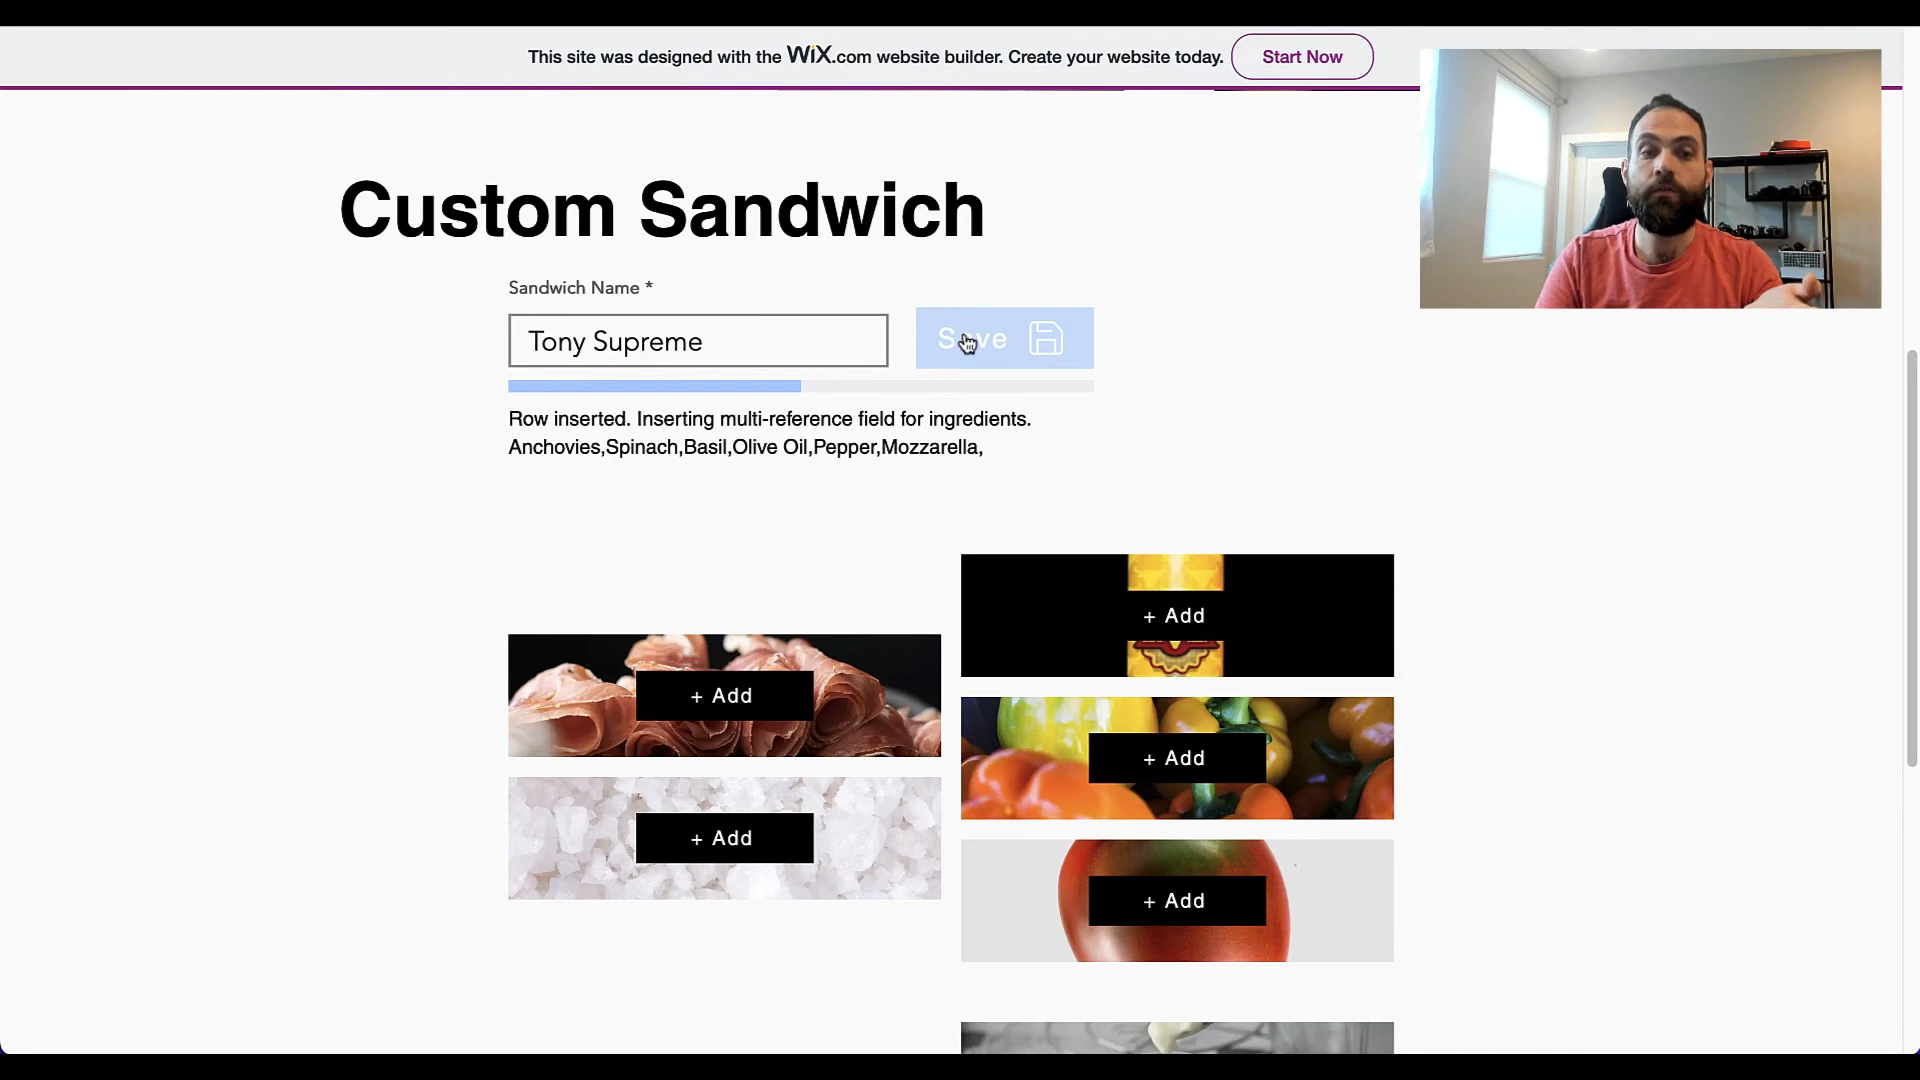 This site was designed with the WiX.com website builder. Create your website today. Start Now
Custom Sandwich
Sandwich Name *
Tony Supreme
Save
Row inserted. Inserting multi-reference field for ingredients.
Anchovies,Spinach,Basil,Olive Oil,Pepper,Mozzarella,
+ Add
+ Add
+ Add
+ Add
+ Add